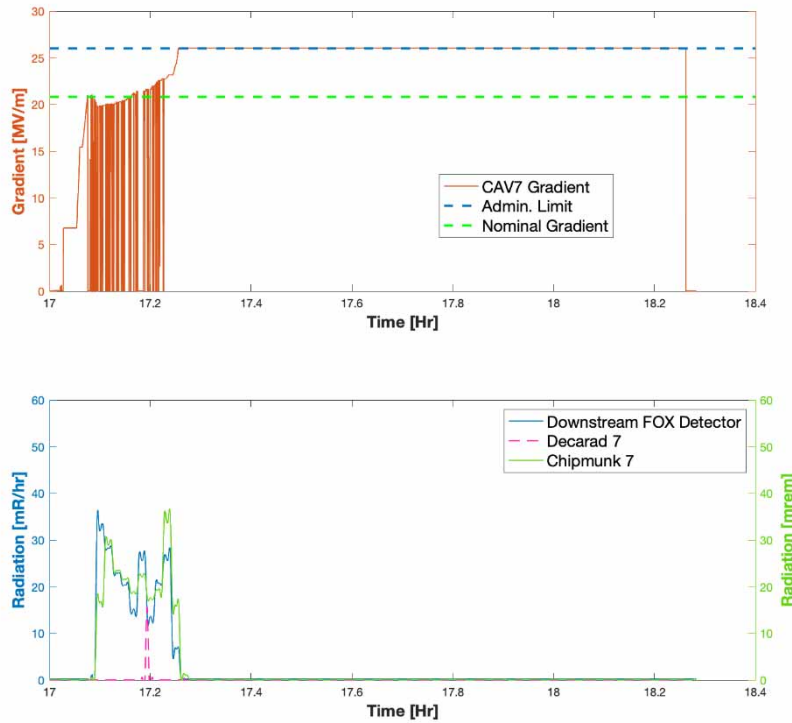 30
25
20
15
10
5
0
Gradient [MV/m]
CAV7 Gradient
Admin. Limit
Nominal Gradient
17 17.2 17.4 17.6 17.8 18 18.2 18.4
Time [Hr]
60
50
40
30
20
10
0
Radiation [mR/hr]
Downstream FOX Detector
Decarad 7
Chipmunk 7
60
50
40
30
20
10
0
Radiation [mrem]
17 17.2 17.4 17.6 17.8 18 18.2 18.4
Time [Hr]